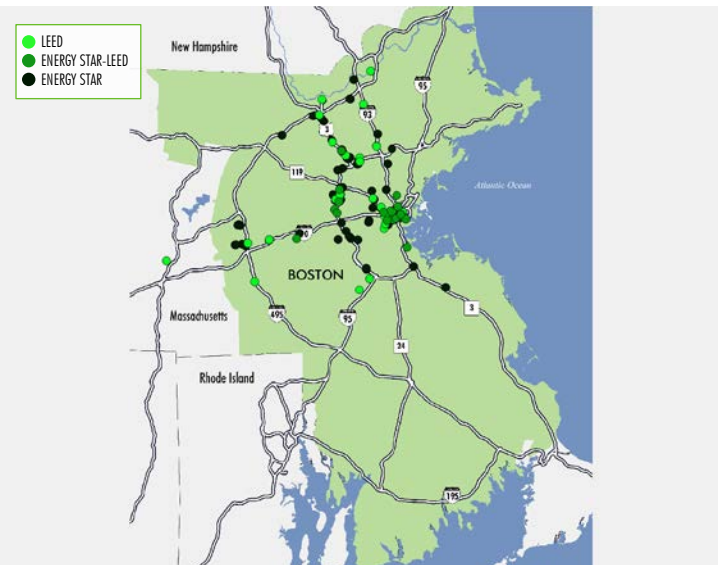 LEED
ENERGY STAR-LEED
ENERGY STAR
New Hampshire
95
93
3
119
Atlantic Ocean
BOSTON
Massachusetts
495
95
3
24
Rhode Island
195